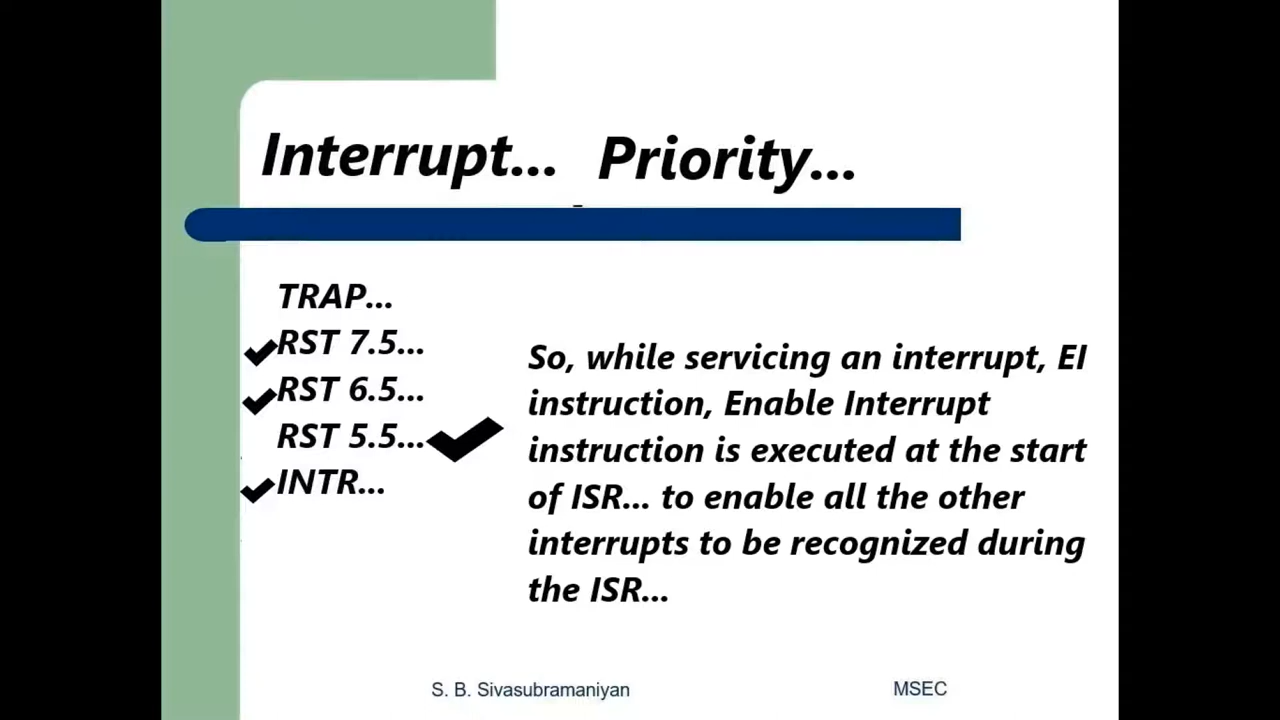 Interrupt... Priority...
TRAP...
RST 7.5...
RST 6.5...
RST 5.5...
INTR...
So, while servicing an interrupt, EI
instruction, Enable Interrupt
instruction is executed at the start
of ISR... to enable all the other
interrupts to be recognized during
the ISR...
S. B. Sivasubramaniyan
MSEC